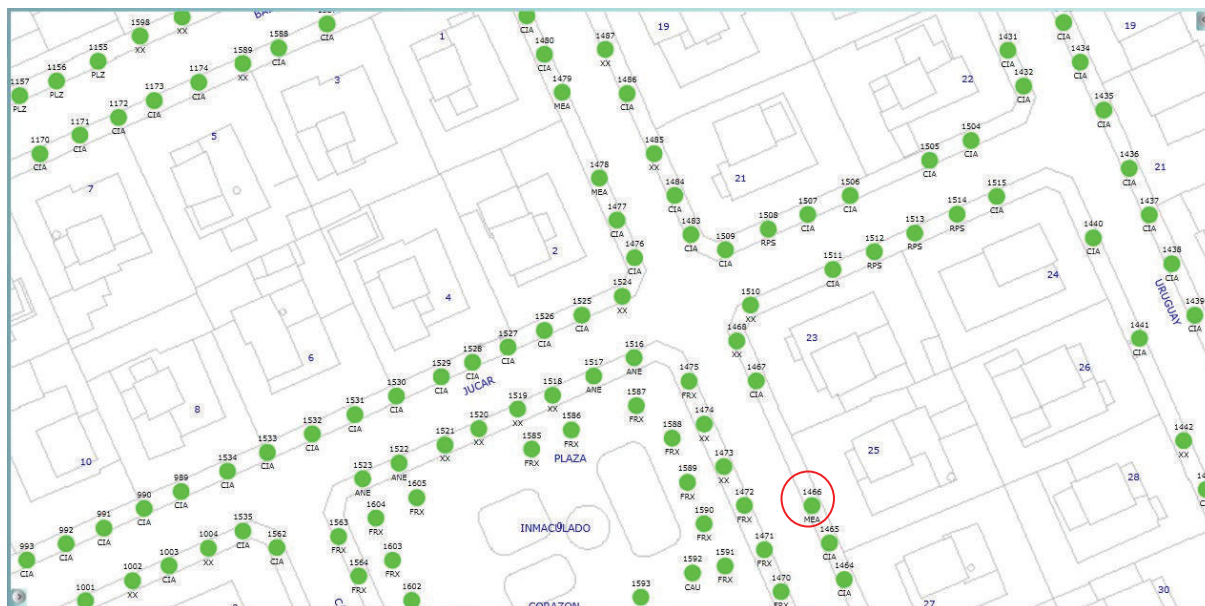 BA
1598
XX
1155
PLZ
1156
PLZ
1157
PLZ
1588
CIA
CIA
1589
XX
1174
CIA
1173
CIA
1172
CIA
1171
CIA
1170
CIA
1
3
5
7
CIA
1480
CIA
1479
MEA
1478
MEA
1477
CIA
1476
CIA
1487
XX
1486
CIA
1485
XX
1484
CIA
1483
CIA
19
21
22
19
21
1431
CIA
1432
CIA
CIA
1434
CIA
1435
CIA
1436
CIA
1437
CIA
1438
CIA
1439
CIA
URUGUAY
1504
CIA
1505
CIA
1506
CIA
1507
CIA
1508
RPS
1509
CIA
1515
CIA
1514
RPS
1513
RPS
1512
RPS
1511
CIA
1510
XX
1440
CIA
1441
CIA
1442
XX
24
26
28
30
2
4
6
8
10
1524
XX
1525
CIA
1526
CIA
1527
CIA
1528
CIA
1529
CIA
JUCAR
1530
CIA
1531
CIA
1532
CIA
1533
CIA
1534
CIA
989
CIA
990
CIA
991
CIA
992
CIA
993
CIA
1516
ANE
1517
ANE
1518
XX
1519
XX
1520
XX
1521
XX
1522
ANE
1523
ANE
1587
FRX
1586
FRX
1585
FRX
PLAZA
INMACULADO
9
CORAZON
1588
FRX
1589
FRX
1590
FRX
1591
FRX
1592
CAU
1593
1605
FRX
1604
FRX
1603
FRX
1602
1563
FRX
1564
FRX
1535
CIA
1562
CIA
1004
XX
1003
CIA
1002
XX
1001
1468
XX
1467
CIA
1466
MEA
1465
CIA
1464
CIA
1475
FRX
1474
XX
1473
XX
1472
FRX
1471
FRX
1470
FRX
23
25
27